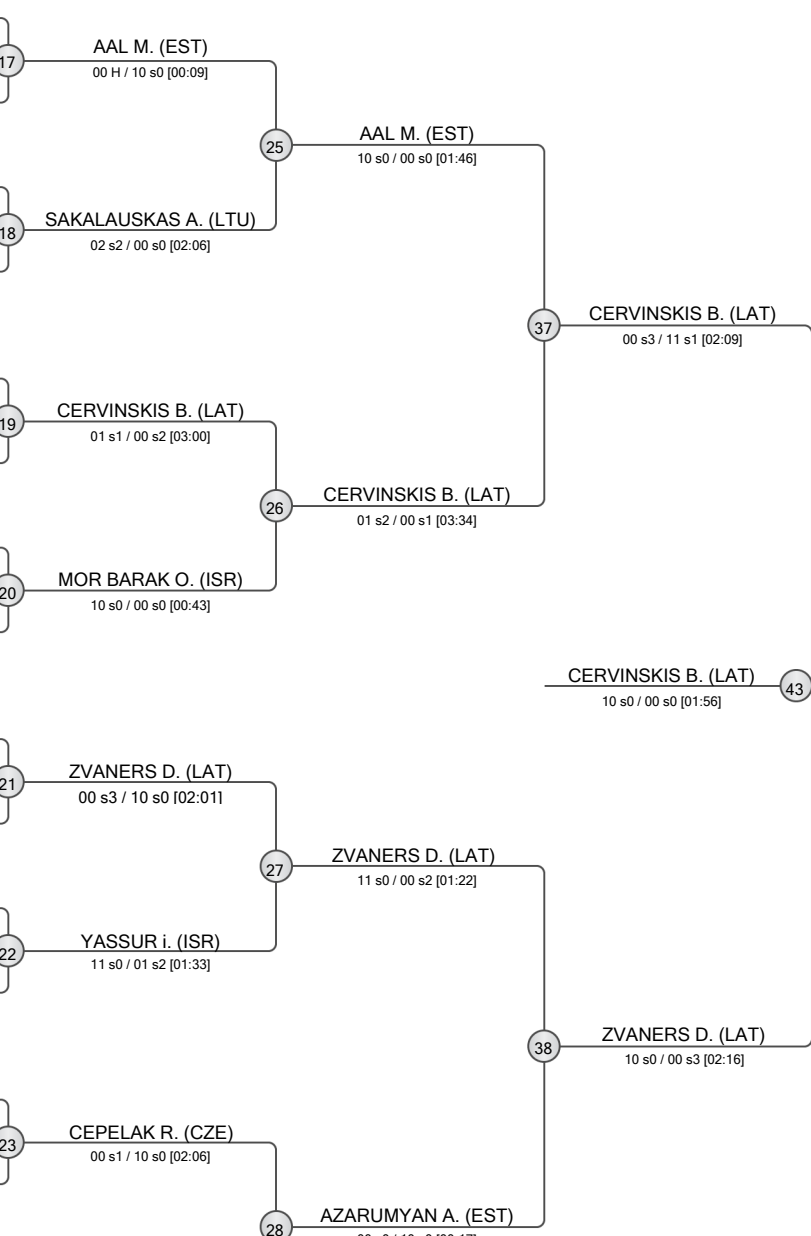 AAL M. (EST)
17
00 H / 10 s0 [00:09]
AAL M. (EST)
25
10 s0 / 00 s0 [01:46]
SAKALAUSKAS A. (LTU)
18
02 s2 / 00 s0 [02:06]
CERVINSKIS B. (LAT)
37
00 s3 / 11 s1 [02:09]
CERVINSKIS B. (LAT)
19
01 s1 / 00 s2 [03:00]
CERVINSKIS B. (LAT)
26
01 s2 / 00 s1 [03:34]
MOR BARAK O. (ISR)
20
10 s0 / 00 s0 [00:43]
CERVINSKIS B. (LAT)
43
10 s0 / 00 s0 [01:56]
ZVANERS D. (LAT)
21
00 s3 / 10 s0 [02:01]
ZVANERS D. (LAT)
27
11 s0 / 00 s2 [01:22]
YASSUR i. (ISR)
22
11 s0 / 01 s2 [01:33]
ZVANERS D. (LAT)
38
10 s0 / 00 s3 [02:16]
CEPELAK R. (CZE)
23
00 s1 / 10 s0 [02:06]
AZARUMYAN A. (EST)
28